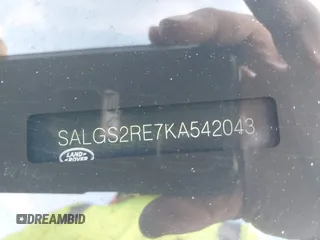 SALGS2RE7KA542043
LAND
ROVER
DREAMBID